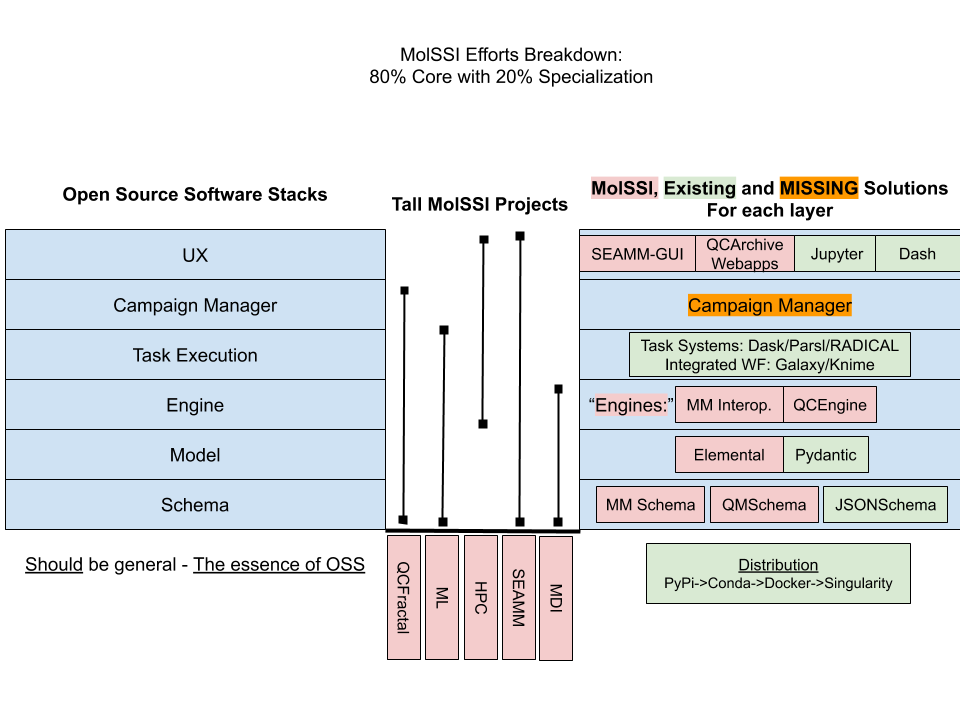 MolSSI Efforts Breakdown:
80% Core with 20% Specialization
Open Source Software Stacks
UX
Campaign Manager
Task Execution
Engine
Model
Schema
Should be general - The essence of OSS
Tall MolSSI Projects
QCFractal
ML
HPC
SEAMM
MDI
MolSSI, Existing and MISSING Solutions
For each layer
SEAMM-GUI
QCArchive
Webapps
Jupyter
Dash
Campaign Manager
Task Systems: Dask/Parsl/RADICAL
Integrated WF: Galaxy/Knime
“Engines:”
MM Interop.
QCEngine
Elemental
Pydantic
MM Schema
QMSchema
JSONSchema
Distribution
PyPi->Conda->Docker->Singularity